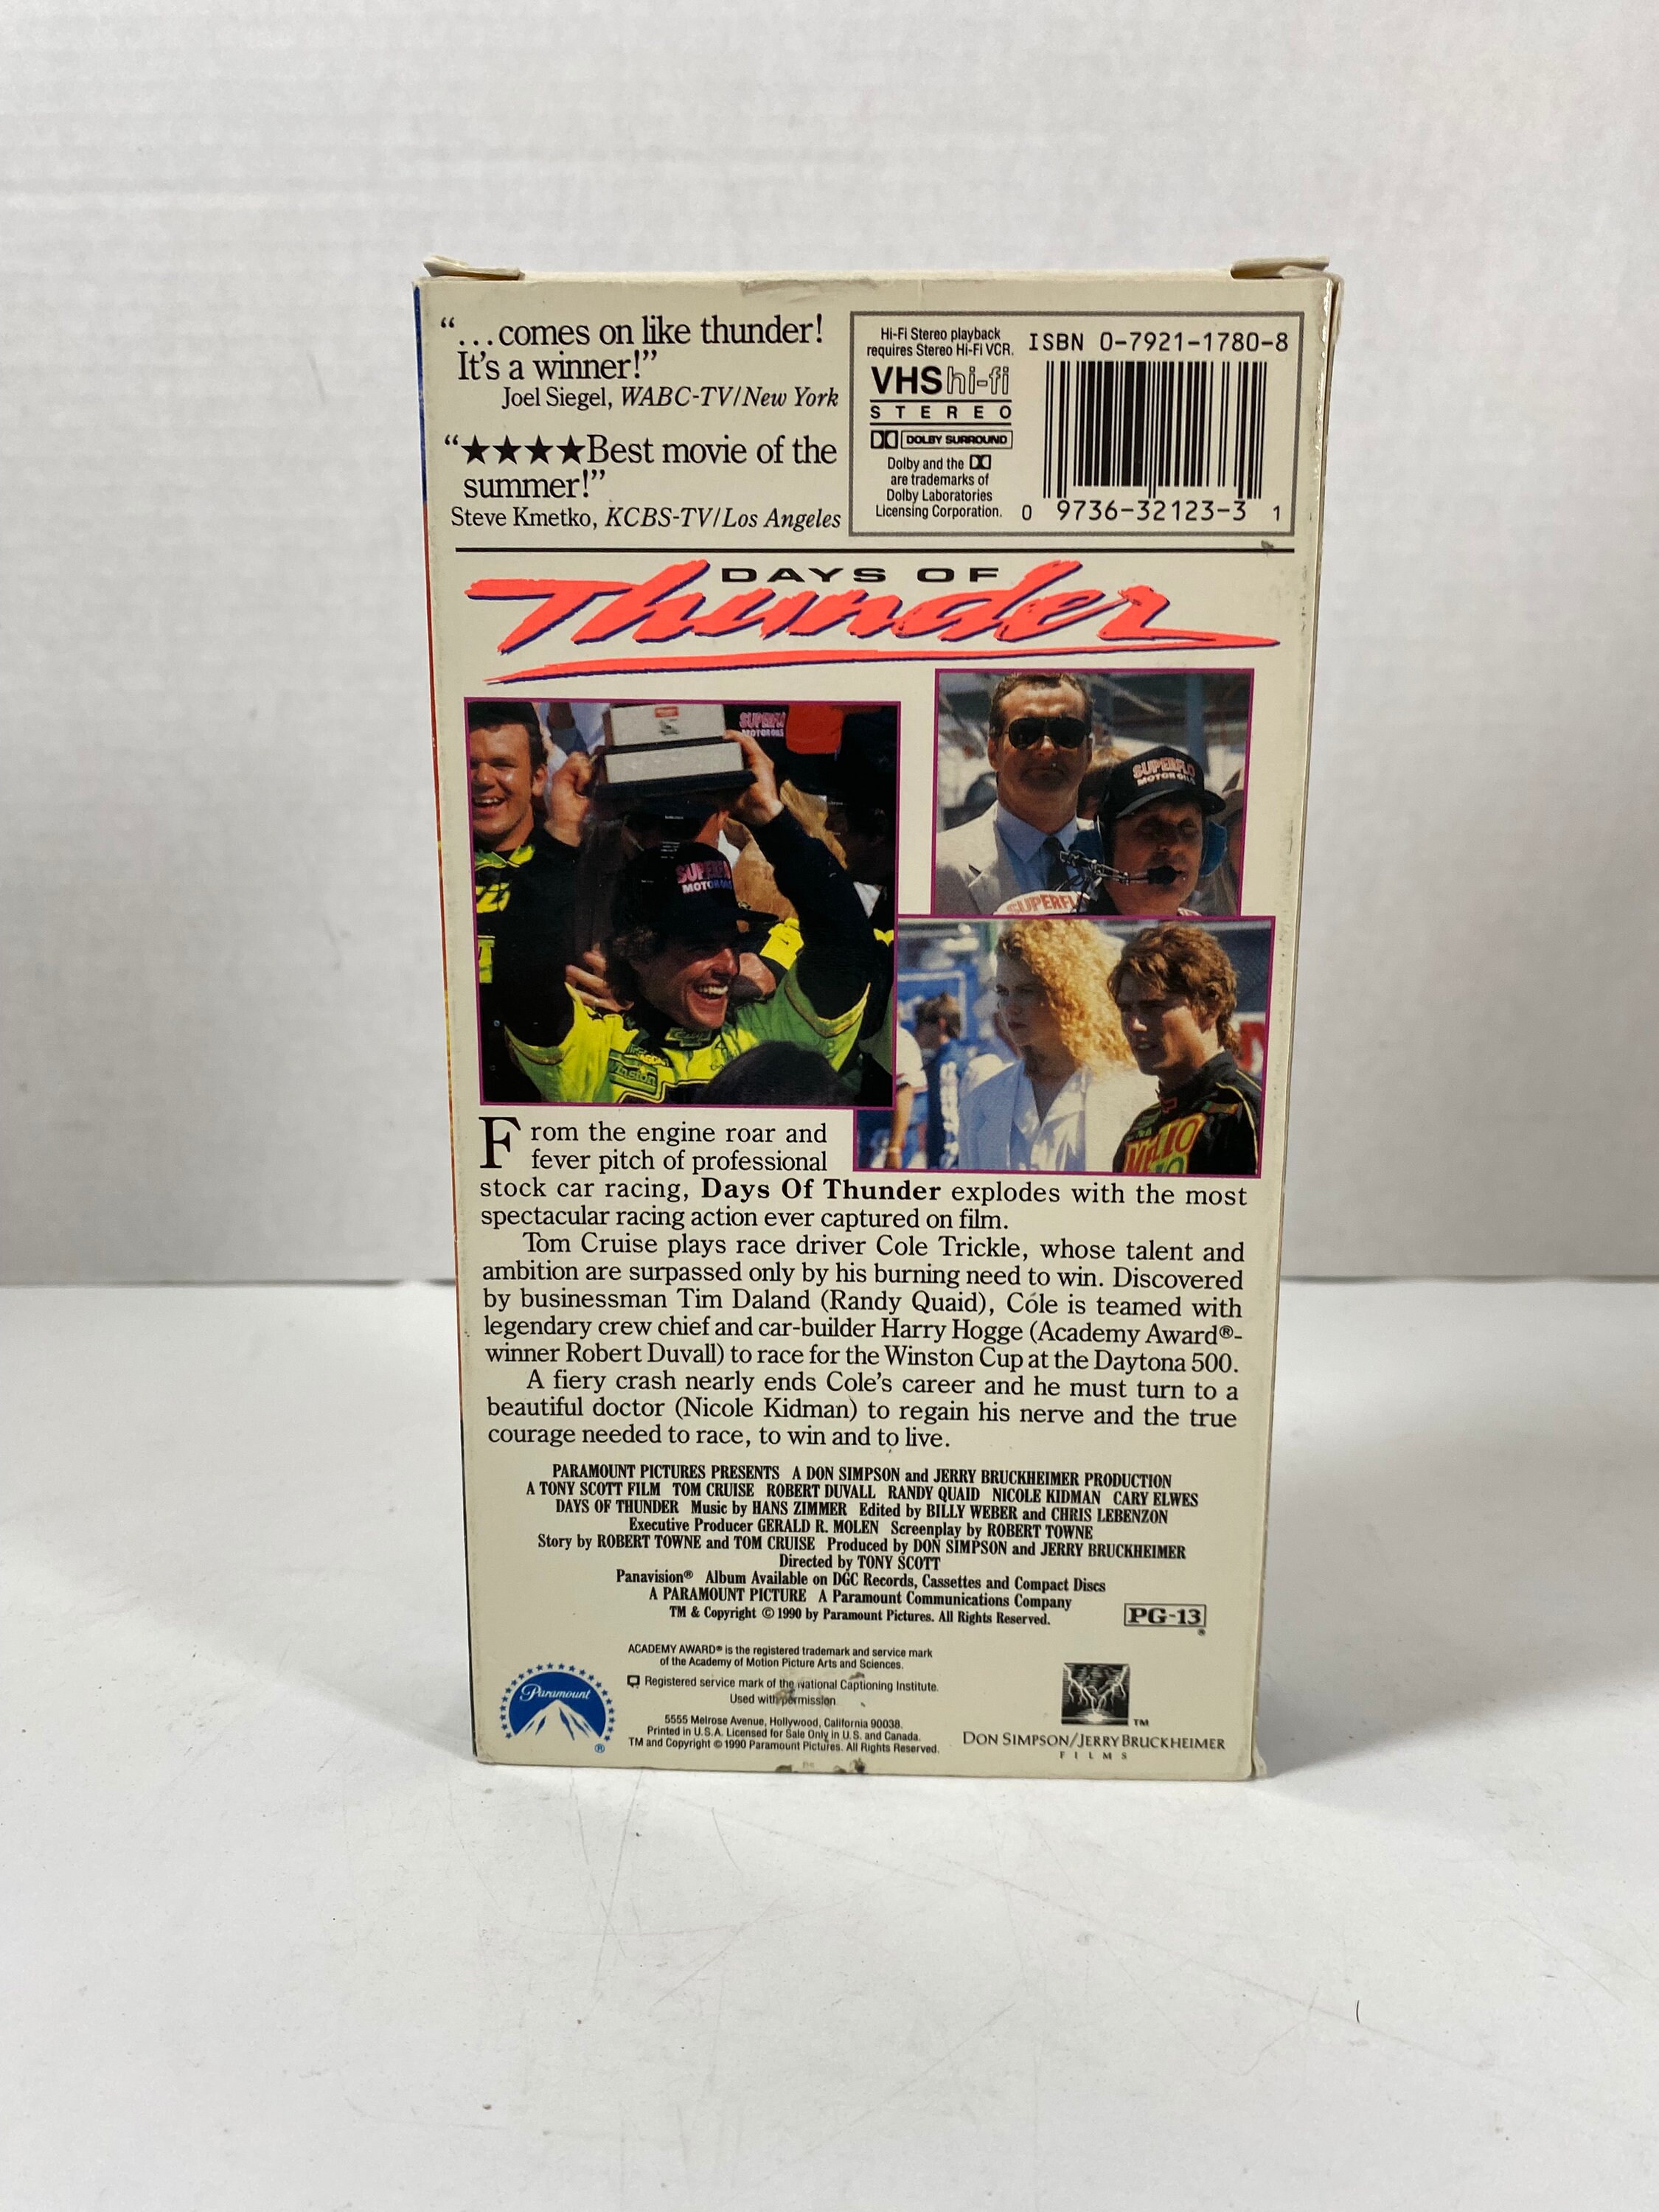 “...comes on like thunder!
It's a winner!”
Joel Siegel, WABC-TV/New York
“★★★★Best movie of the
summer!”
Steve Kmetko, KCBS-TV/Los Angeles
Hi-Fi Stereo playback
requires Stereo Hi-Fi VCR.
VHS hi-fi
STEREO
DOLBY SURROUND
Dolby and the
are trademarks of
Dolby Laboratories
Licensing Corporation.
ISBN 0-7921-1780-8
0 9736-32123-3 1
DAYS OF
Thunder
SUPERFLO
MOTOR OILS
SUPERFLO
MOTOR OILS
SUPERFLO
MOTOR OILS
SUPERFL
MELLO
From the engine roar and
fever pitch of professional
stock car racing, Days Of Thunder explodes with the most
spectacular racing action ever captured on film.
Tom Cruise plays race driver Cole Trickle, whose talent and
ambition are surpassed only by his burning need to win. Discovered
by businessman Tim Daland (Randy Quaid), Cole is teamed with
legendary crew chief and car-builder Harry Hogge (Academy Award®-
winner Robert Duvall) to race for the Winston Cup at the Daytona 500.
A fiery crash nearly ends Cole's career and he must turn to a
beautiful doctor (Nicole Kidman) to regain his nerve and the true
courage needed to race, to win and to live.
PARAMOUNT PICTURES PRESENTS A DON SIMPSON and JERRY BRUCKHEIMER PRODUCTION
A TONY SCOTT FILM TOM CRUISE ROBERT DUVALL RANDY QUAID NICOLE KIDMAN CARY ELWES
DAYS OF THUNDER Music by HANS ZIMMER Edited by BILLY WEBER and CHRIS LEBENZON
Executive Producer GERALD R. MOLEN Screenplay by ROBERT TOWNE
Story by ROBERT TOWNE and TOM CRUISE Produced by DON SIMPSON and JERRY BRUCKHEIMER
Directed by TONY SCOTT
Panavision® Album Available on DGC Records, Cassettes and Compact Discs
A PARAMOUNT PICTURE A Paramount Communications Company
TM & Copyright © 1990 by Paramount Pictures. All Rights Reserved.
PG-13
®
ACADEMY AWARD® is the registered trademark and service mark
of the Academy of Motion Picture Arts and Sciences.
Registered service mark of the National Captioning Institute.
Used with permission
5555 Melrose Avenue, Hollywood, California 90038.
Printed in U.S.A. Licensed for Sale Only in U.S. and Canada.
TM and Copyright © 1990 Paramount Pictures. All Rights Reserved.
Paramount
®
TM
DON SIMPSON/JERRY BRUCKHEIMER
FILMS